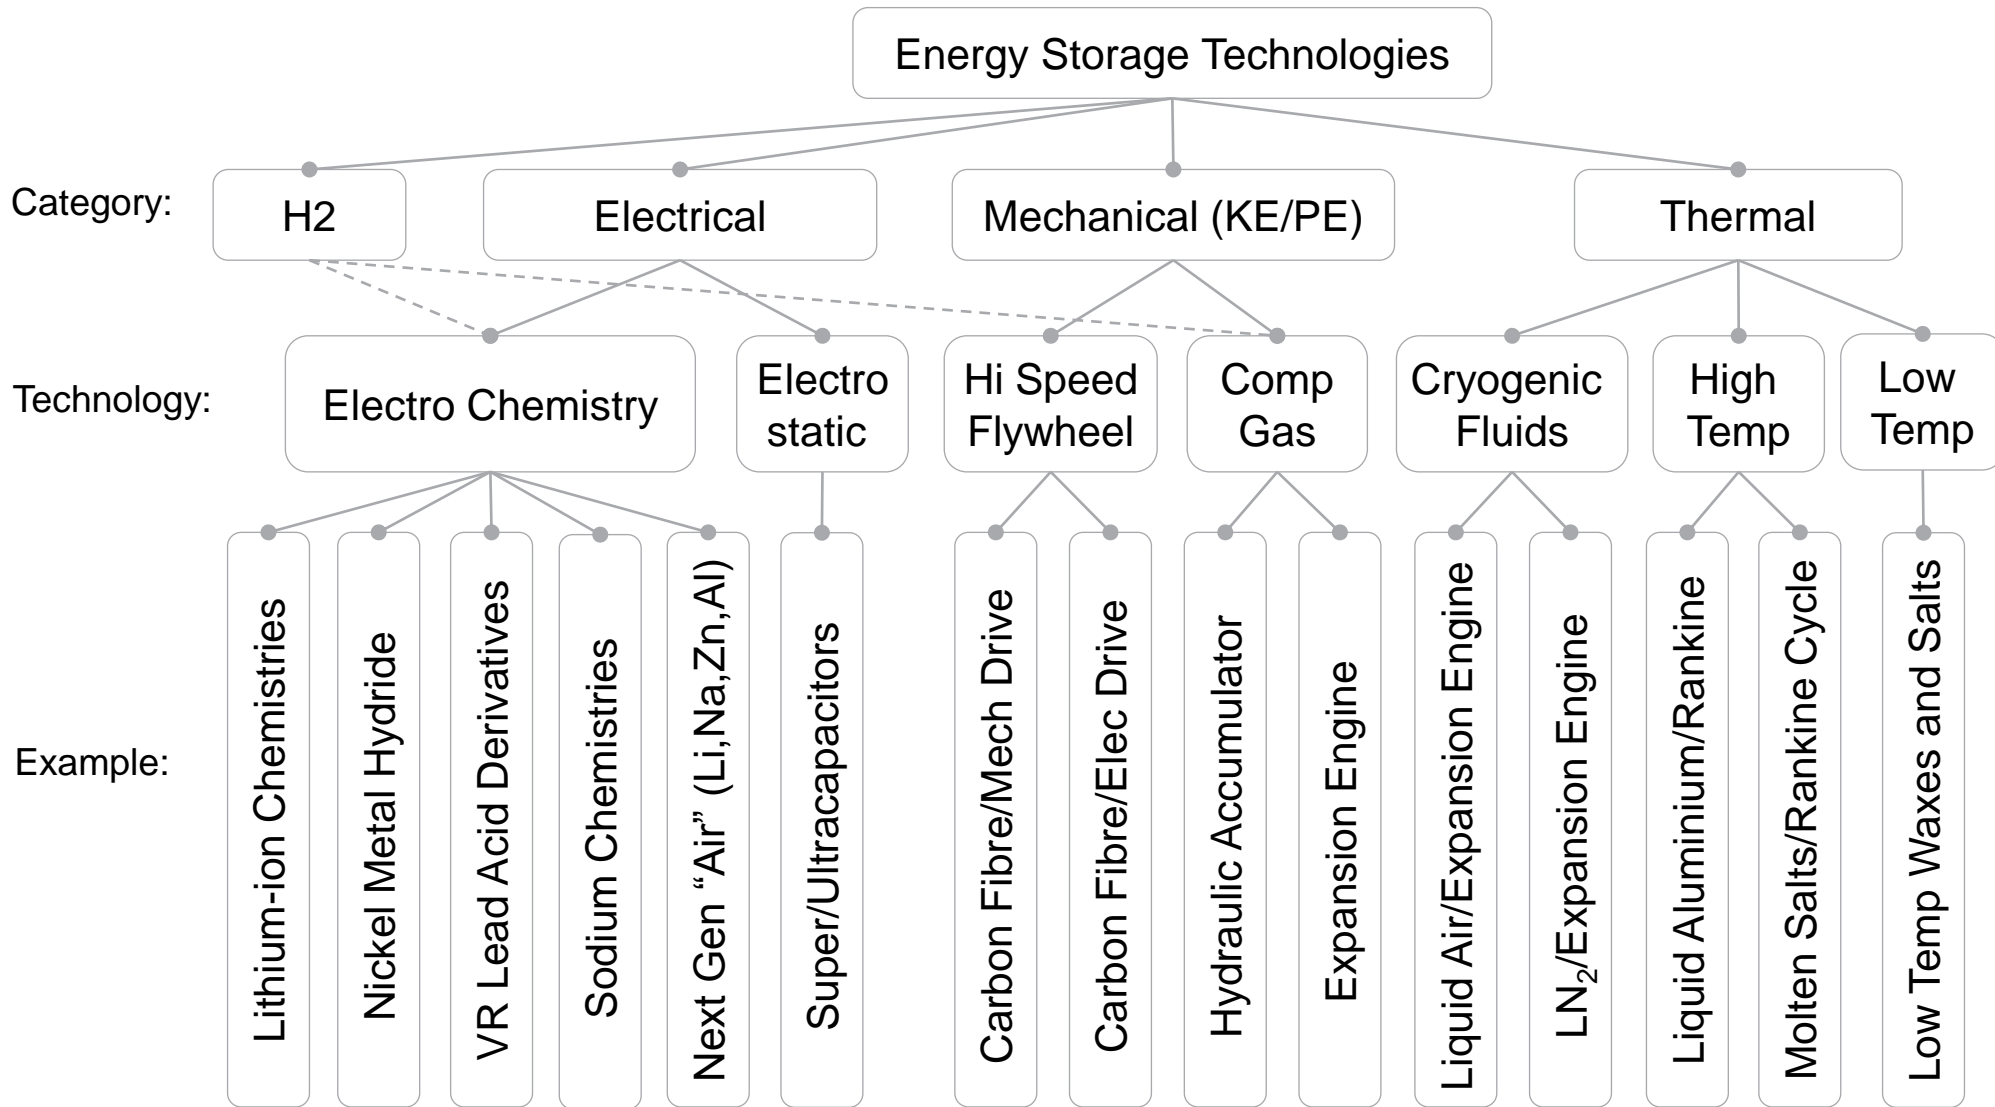 Energy Storage Technologies
Category:
H2
Electrical
Mechanical (KE/PE)
Thermal
Technology:
Electro Chemistry
Electro
static
Hi Speed
Flywheel
Comp
Gas
Cryogenic
Fluids
High
Temp
Low
Temp
Example:
Lithium-ion Chemistries
Nickel Metal Hydride
VR Lead Acid Derivatives
Sodium Chemistries
Next Gen “Air” (Li,Na,Zn,Al)
Super/Ultracapacitors
Carbon Fibre/Mech Drive
Carbon Fibre/Elec Drive
Hydraulic Accumulator
Expansion Engine
Liquid Air/Expansion Engine
LN₂/Expansion Engine
Liquid Aluminium/Rankine
Molten Salts/Rankine Cycle
Low Temp Waxes and Salts